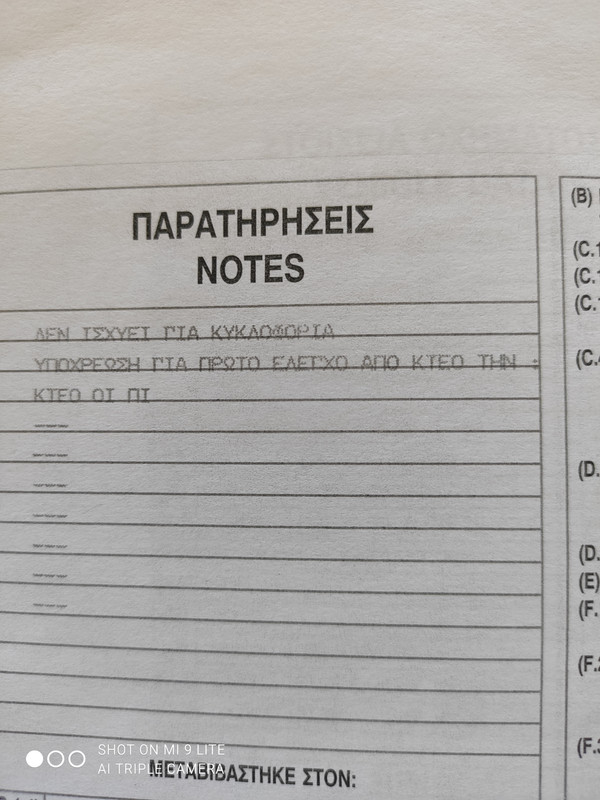 ΠΑΡΑΤΗΡΗΣΕΙΣ
NOTES
ΔΕΝ ΙΣΧΥΕΙ ΓΙΑ ΚΥΚΛΟΦΟΡΙΑ
ΥΠΟΧΡΕΩΣΗ ΓΙΑ ΠΡΩΤΟ ΕΛΕΓΧΟ ΑΠΟ ΚΤΕΟ ΤΗΝ :
ΚΤΕΟ ΟΙ ΠΙ
ΜΕΤΑΒΙΒΑΣΤΗΚΕ ΣΤΟΝ:
(B)
(C.1
(C.1
(C.1
(C.4
(D.
(D.
(E)
(F.
(F.2
(F.3
SHOT ON MI 9 LITE
AI TRIPLE CAMERA